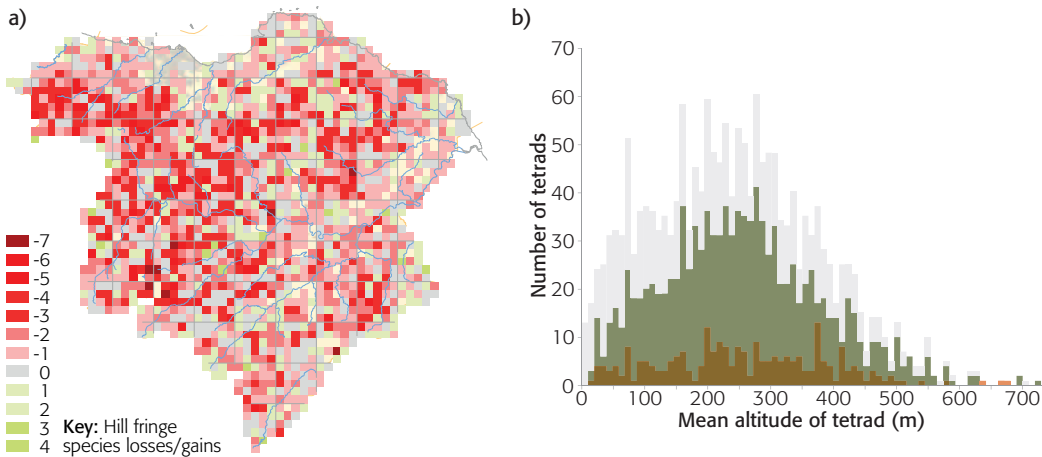 a)
-7
-6
-5
-4
-3
-2
-1
0
1
2
3 Key: Hill fringe
4 species losses/gains
b)
Number of tetrads
70
60
50
40
30
20
10
0
0 100 200 300 400 500 600 700
Mean altitude of tetrad (m)